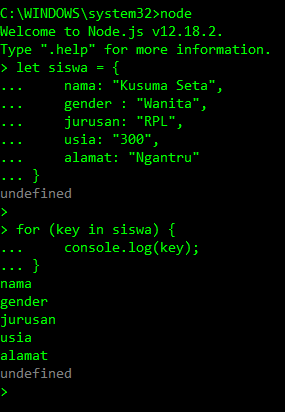 C:\WINDOWS\system32>node
Welcome to Node.js v12.18.2.
Type ".help" for more information.
> let siswa = {
...     nama: "Kusuma Seta",
...     gender : "Wanita",
...     jurusan: "RPL",
...     usia: "300",
...     alamat: "Ngantru"
... }
undefined
>
> for (key in siswa) {
...     console.log(key);
... }
nama
gender
jurusan
usia
alamat
undefined
>